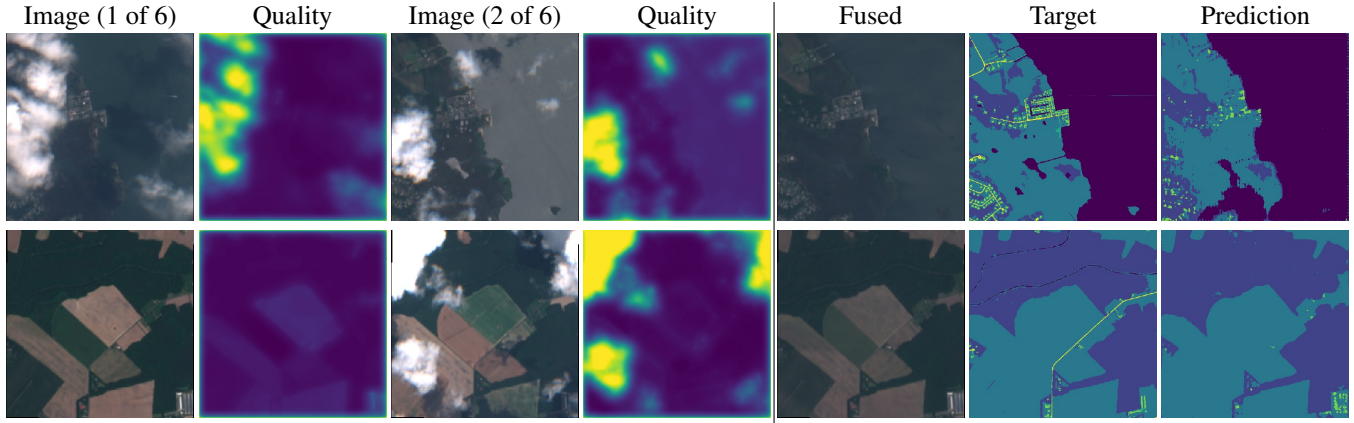 Image (1 of 6) Quality Image (2 of 6) Quality Fused Target Prediction